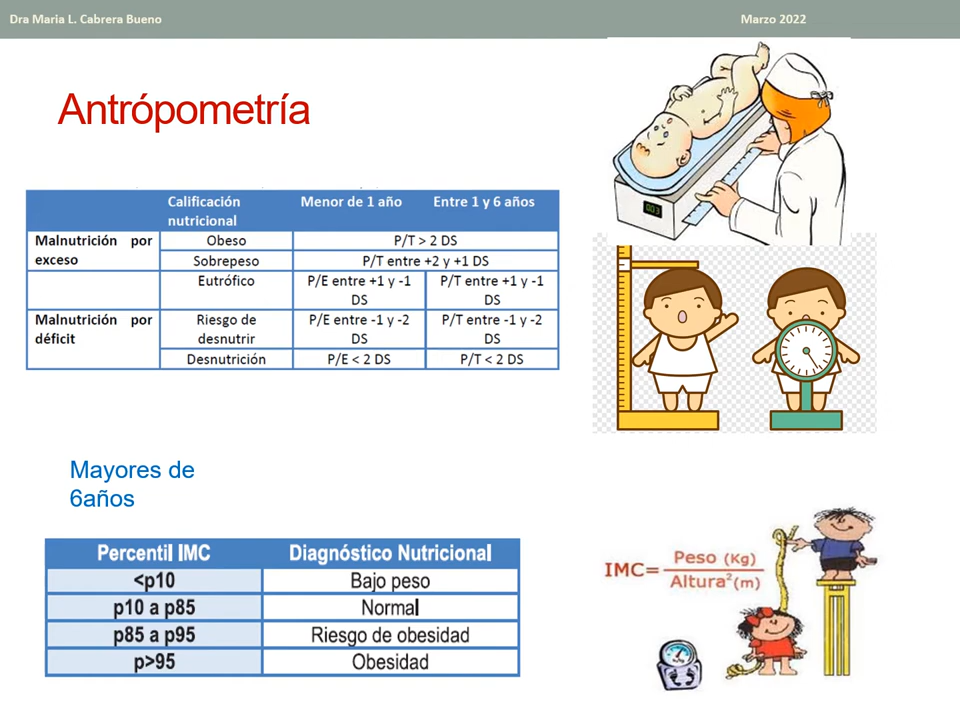 Dra Maria L. Cabrera Bueno
Marzo 2022
Antrópometría
Calificación nutricional
Menor de 1 año
Entre 1 y 6 años
Malnutrición por exceso
Obeso
P/T > 2 DS
Sobrepeso
P/T entre +2 y +1 DS
Eutrófico
P/E entre +1 y -1 DS
P/T entre +1 y -1 DS
Malnutrición por déficit
Riesgo de desnutrir
P/E entre -1 y -2 DS
P/T entre -1 y -2 DS
Desnutrición
P/E < 2 DS
P/T < 2 DS
Mayores de
6años
Percentil IMC
Diagnóstico Nutricional
<p10
Bajo peso
p10 a p85
Normal
p85 a p95
Riesgo de obesidad
p>95
Obesidad
IMC= Peso (Kg)
Altura²(m)